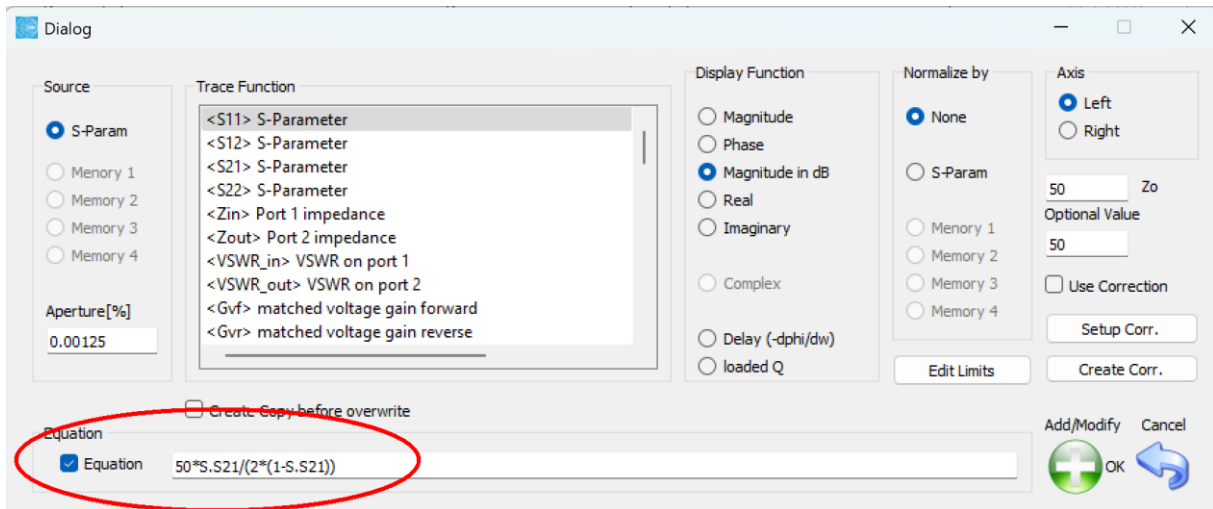 Dialog
Source
S-Param
Menory 1
Memory 2
Memory 3
Memory 4
Aperture[%]
0.00125
Trace Function
<S11> S-Parameter
<S12> S-Parameter
<S21> S-Parameter
<S22> S-Parameter
<Zin> Port 1 impedance
<Zout> Port 2 impedance
<VSWR_in> VSWR on port 1
<VSWR_out> VSWR on port 2
<Gvf> matched voltage gain forward
<Gvr> matched voltage gain reverse
Create Copy before overwrite
Display Function
Magnitude
Phase
Magnitude in dB
Real
Imaginary
Complex
Delay (-dphi/dw)
loaded Q
Normalize by
None
S-Param
Menory 1
Memory 2
Memory 3
Memory 4
Edit Limits
Axis
Left
Right
50 Zo
Optional Value
50
Use Correction
Setup Corr.
Create Corr.
Equation
Equation 50*S.S21/(2*(1-S.S21))
Add/Modify Cancel
OK